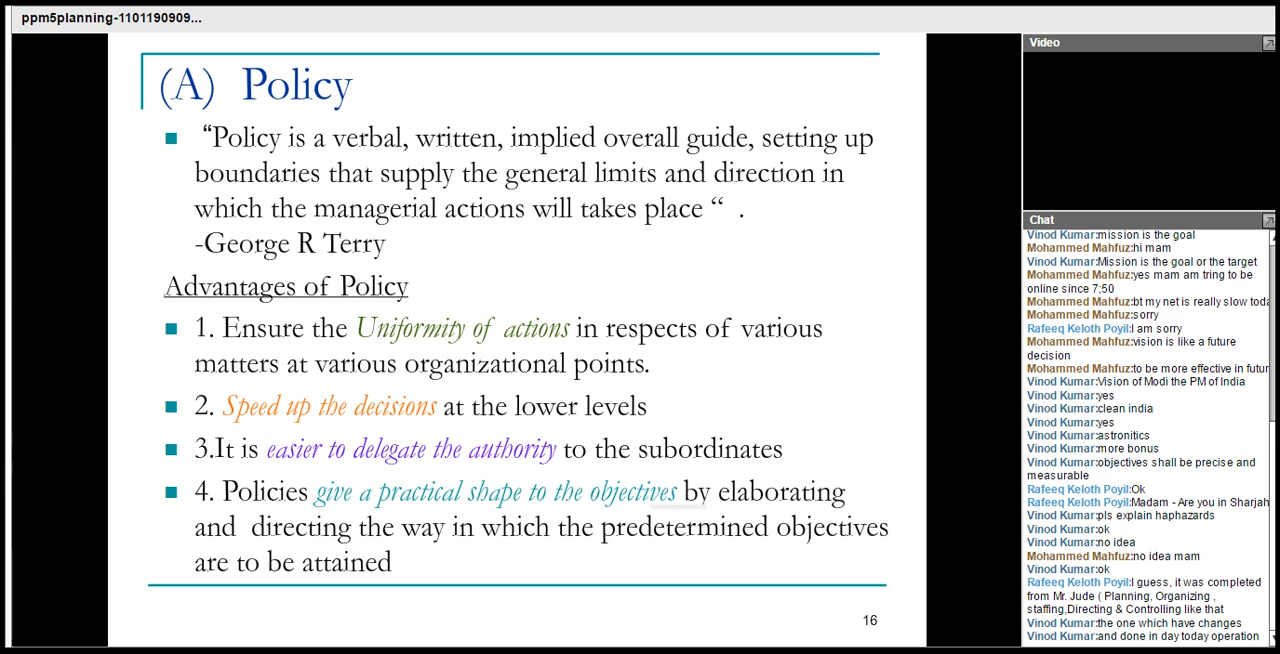 ppm5planning-1101190909...
(A) Policy
“Policy is a verbal, written, implied overall guide, setting up
boundaries that supply the general limits and direction in
which the managerial actions will takes place “ .
-George R Terry
Advantages of Policy
1. Ensure the Uniformity of actions in respects of various
matters at various organizational points.
2. Speed up the decisions at the lower levels
3.It is easier to delegate the authority to the subordinates
4. Policies give a practical shape to the objectives by elaborating
and directing the way in which the predetermined objectives
are to be attained
16
Video
Chat
Vinod Kumar:mission is the goal
Mohammed Mahfuz:hi mam
Vinod Kumar:Mission is the goal or the target
Mohammed Mahfuz:yes mam am tring to be
online since 7:50
Mohammed Mahfuz:bt my net is really slow toda
Mohammed Mahfuz:sorry
Rafeeq Keloth Poyil:I am sorry
Mohammed Mahfuz:vision is like a future
decision
Mohammed Mahfuz:to be more effective in futur
Vinod Kumar:Vision of Modi the PM of India
Vinod Kumar:yes
Vinod Kumar:clean india
Vinod Kumar:yes
Vinod Kumar:astronitics
Vinod Kumar:more bonus
Vinod Kumar:objectives shall be precise and
measurable
Rafeeq Keloth Poyil:Ok
Rafeeq Keloth Poyil:Madam - Are you in Sharjah
Vinod Kumar:pls explain haphazards
Vinod Kumar:ok
Vinod Kumar:no idea
Mohammed Mahfuz:no idea mam
Vinod Kumar:ok
Rafeeq Keloth Poyil:I guess, it was completed
from Mr. Jude ( Planning, Organizing ,
staffing,Directing & Controlling like that
Vinod Kumar:the one which have changes
Vinod Kumar:and done in day today operation